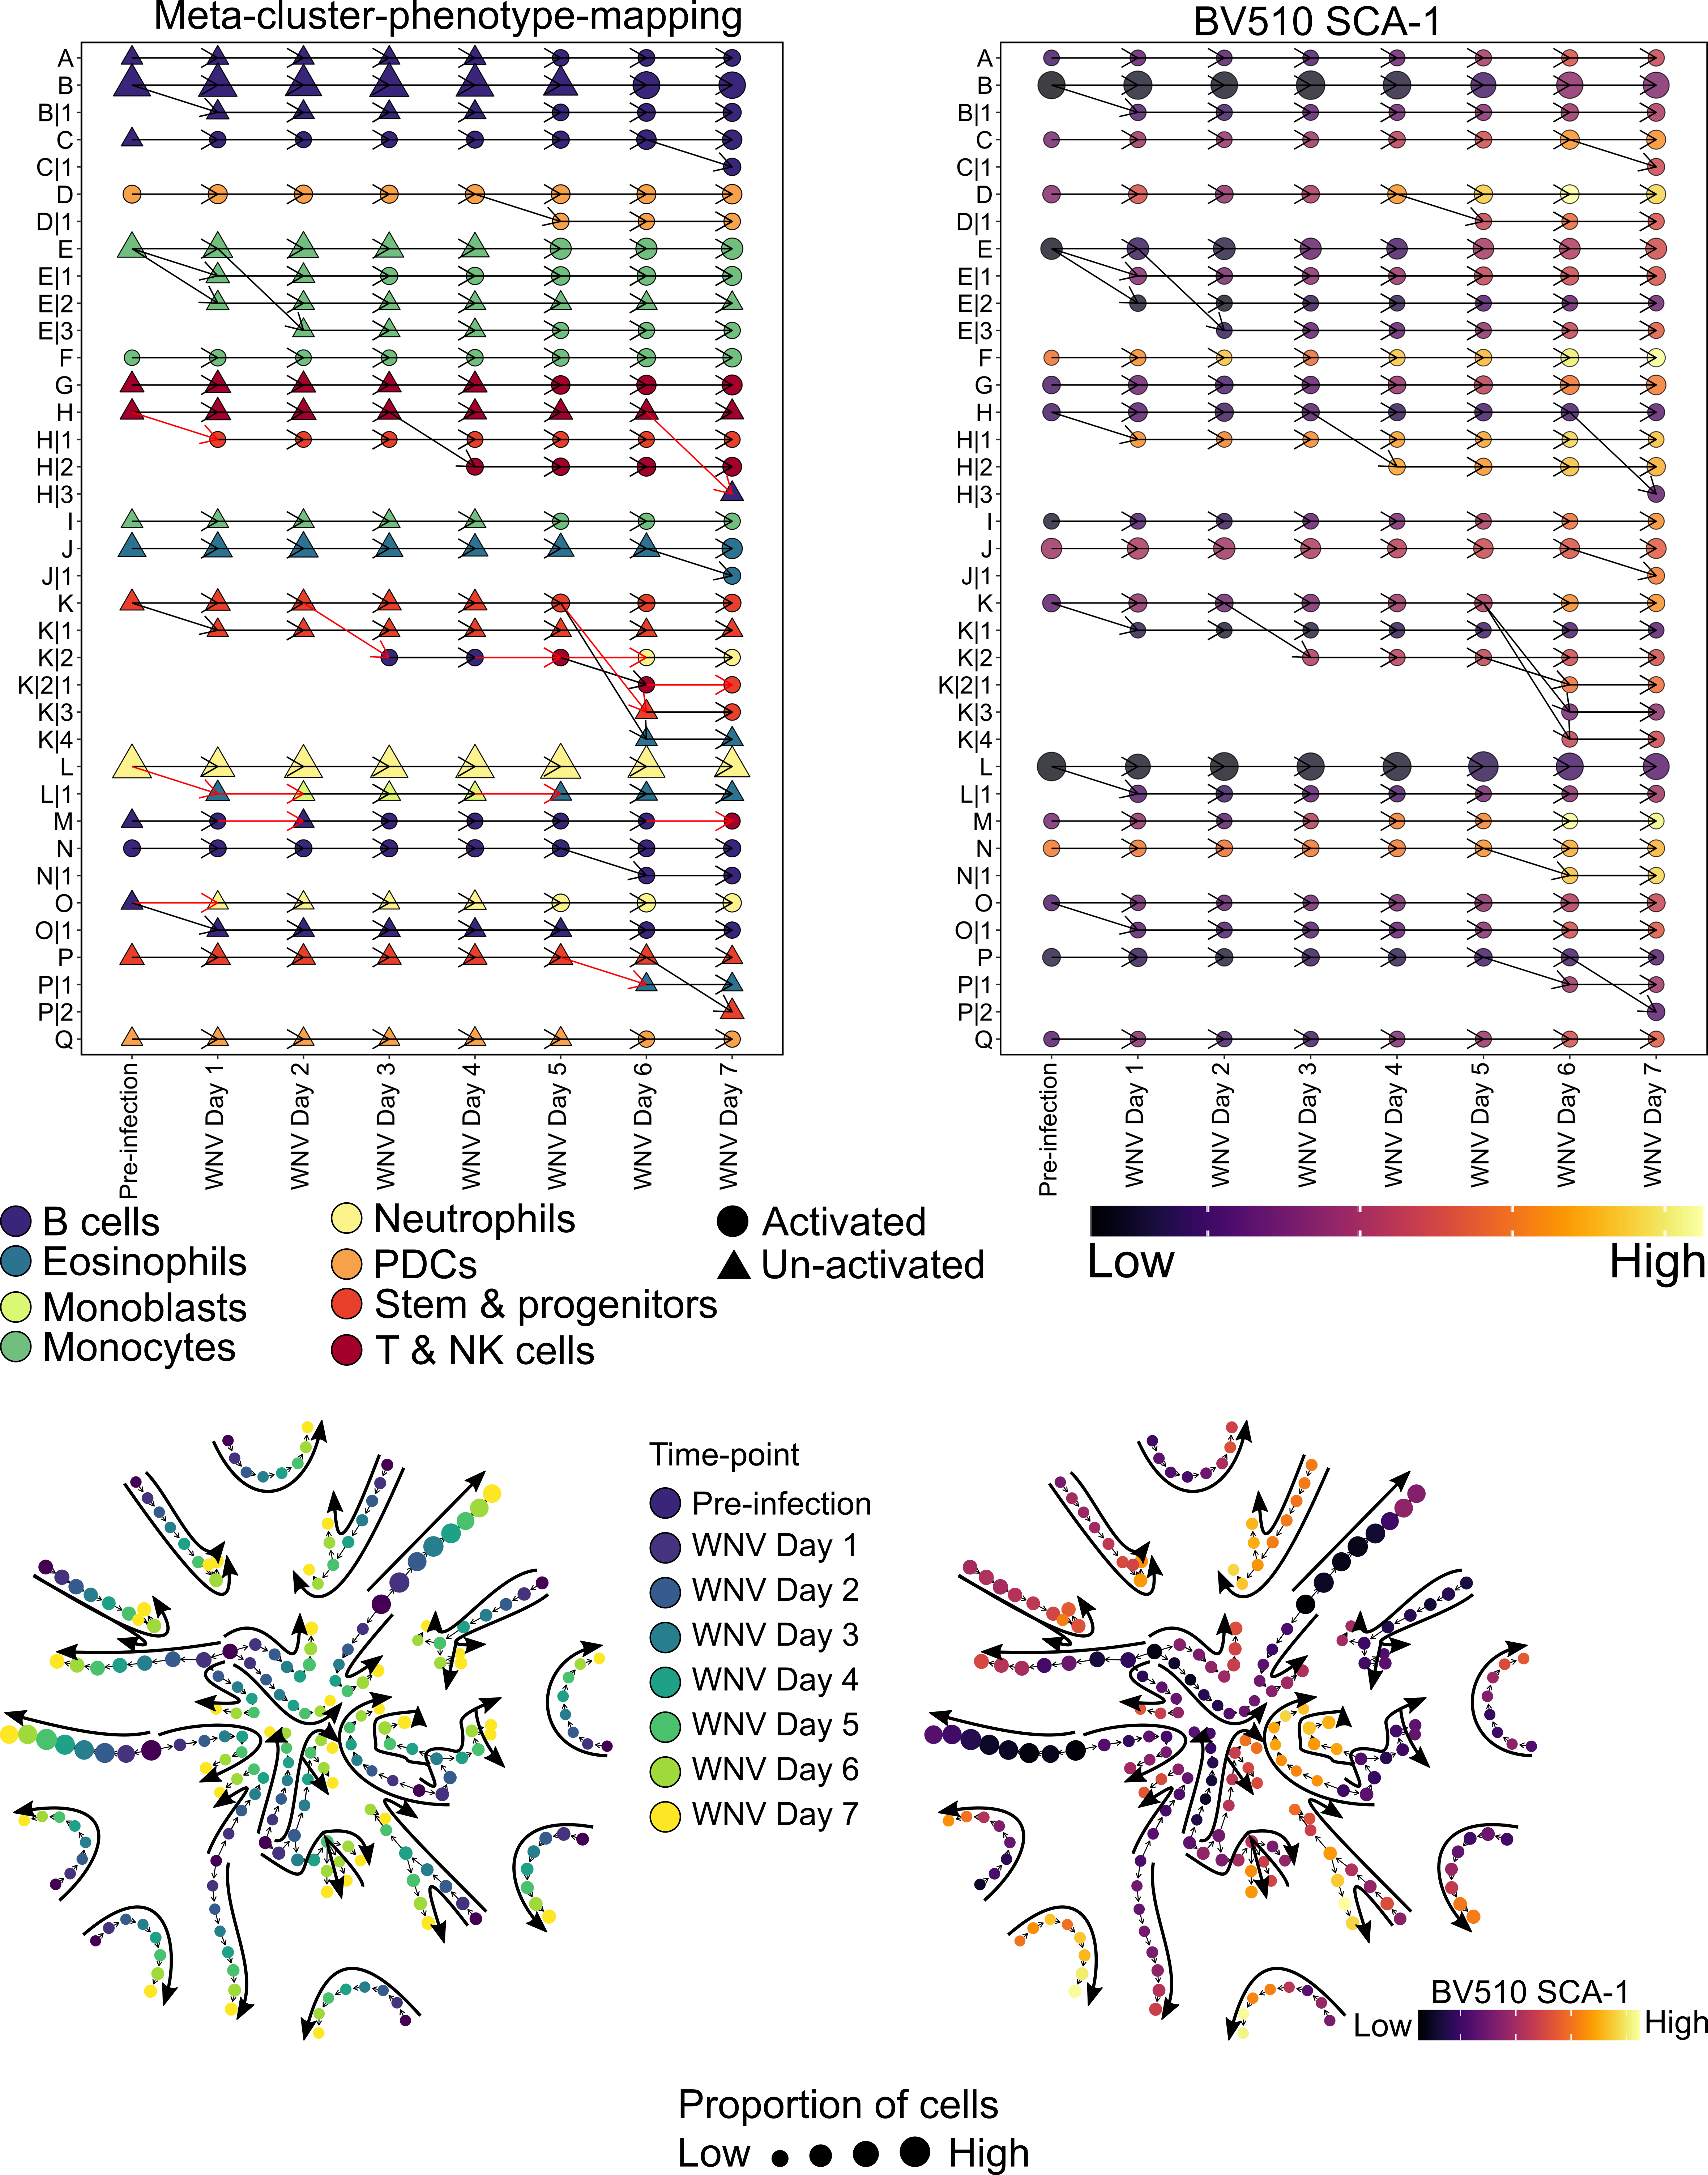 Meta-cluster-phenotype-mapping
A
B
B|1
C
C|1
D
D|1
E
E|1
E|2
E|3
F
G
H
H|1
H|2
H|3
I
J
J|1
K
K|1
K|2
K|2|1
K|3
K|4
L
L|1
M
N
N|1
O
O|1
P
P|1
P|2
Q
Pre-infection
WNV Day 1
WNV Day 2
WNV Day 3
WNV Day 4
WNV Day 5
WNV Day 6
WNV Day 7
BV510 SCA-1
A
B
B|1
C
C|1
D
D|1
E
E|1
E|2
E|3
F
G
H
H|1
H|2
H|3
I
J
J|1
K
K|1
K|2
K|2|1
K|3
K|4
L
L|1
M
N
N|1
O
O|1
P
P|1
P|2
Q
Pre-infection
WNV Day 1
WNV Day 2
WNV Day 3
WNV Day 4
WNV Day 5
WNV Day 6
WNV Day 7
B cells
Eosinophils
Monoblasts
Monocytes
Neutrophils
PDCs
Stem & progenitors
T & NK cells
Activated
Un-activated
Low High
Time-point
Pre-infection
WNV Day 1
WNV Day 2
WNV Day 3
WNV Day 4
WNV Day 5
WNV Day 6
WNV Day 7
BV510 SCA-1
Low High
Proportion of cells
Low High